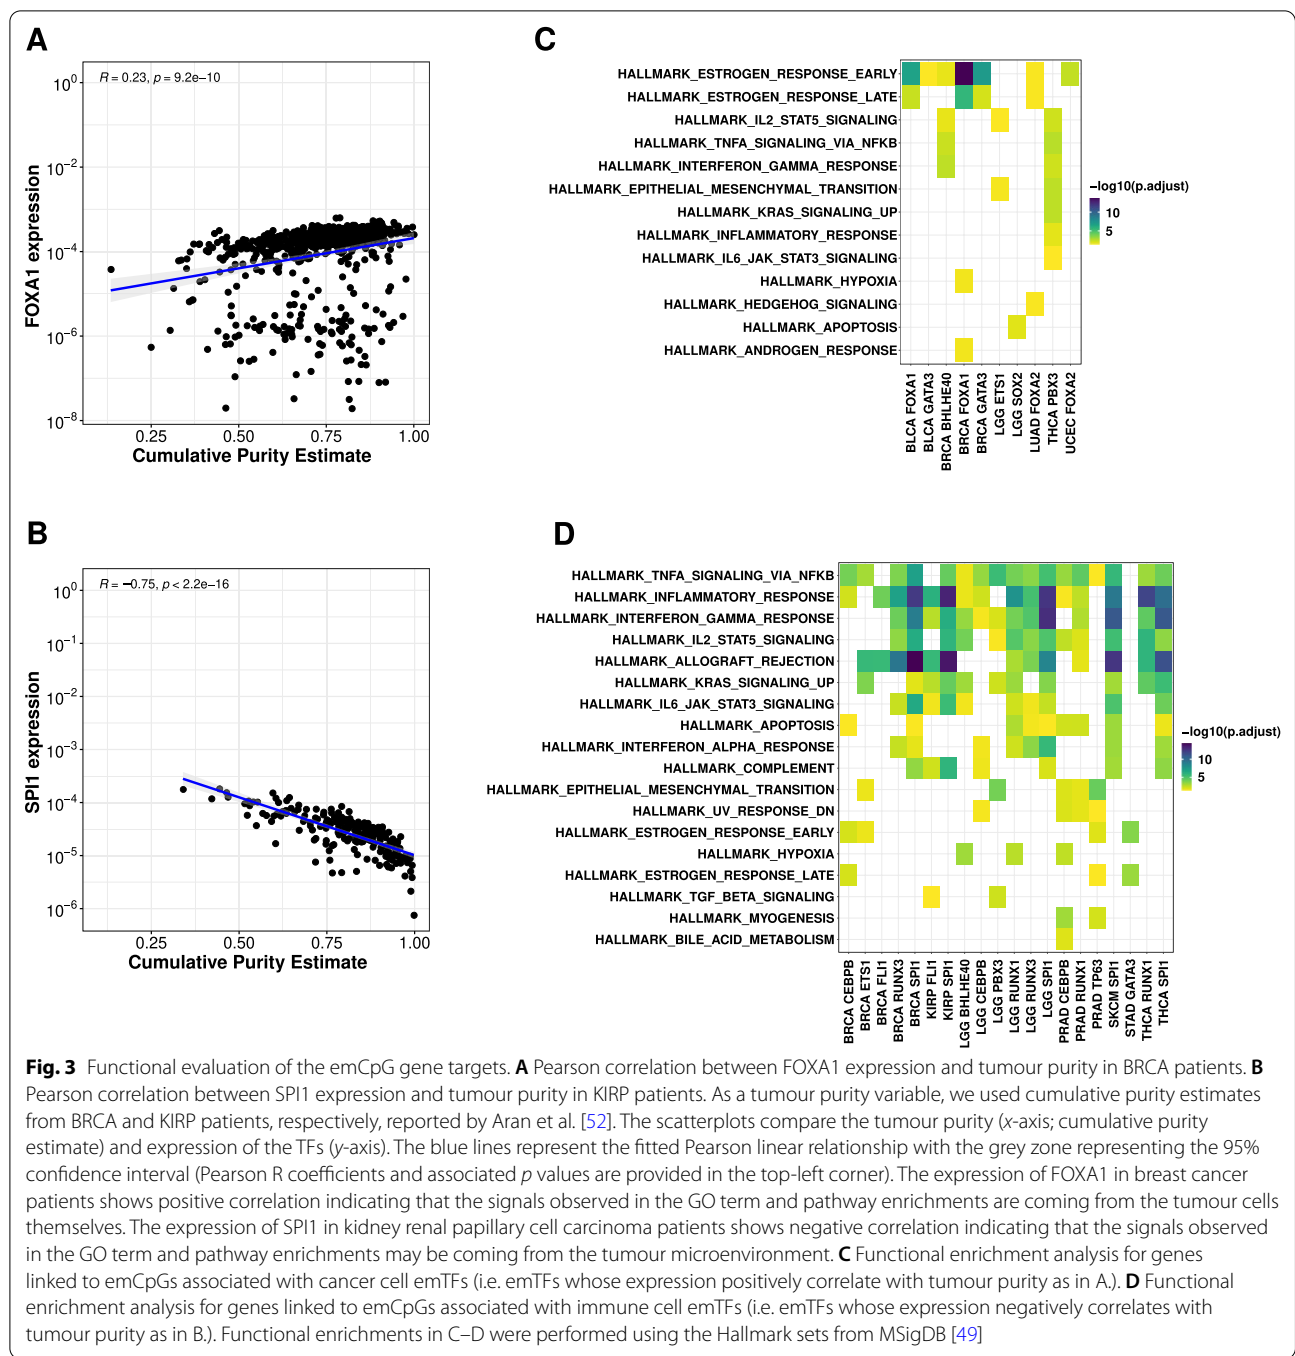 A
R = 0.23, p = 9.2e−10
10^0
10^−2
10^−4
10^−6
10^−8
FOXA1 expression
0.25 0.50 0.75 1.00
Cumulative Purity Estimate
C
HALLMARK_ESTROGEN_RESPONSE_EARLY
HALLMARK_ESTROGEN_RESPONSE_LATE
HALLMARK_IL2_STAT5_SIGNALING
HALLMARK_TNFA_SIGNALING_VIA_NFKB
HALLMARK_INTERFERON_GAMMA_RESPONSE
HALLMARK_EPITHELIAL_MESENCHYMAL_TRANSITION
HALLMARK_KRAS_SIGNALING_UP
HALLMARK_INFLAMMATORY_RESPONSE
HALLMARK_IL6_JAK_STAT3_SIGNALING
HALLMARK_HYPOXIA
HALLMARK_HEDGEHOG_SIGNALING
HALLMARK_APOPTOSIS
HALLMARK_ANDROGEN_RESPONSE
BLCA FOXA1
BLCA GATA3
BRCA BHLHE40
BRCA FOXA1
BRCA GATA3
LGG ETS1
LGG SOX2
LUAD FOXA2
THCA PBX3
UCEC FOXA2
−log10(p.adjust)
10
5
B
R = −0.75, p < 2.2e−16
10^0
10^−1
10^−2
10^−3
10^−4
10^−5
10^−6
SPI1 expression
0.25 0.50 0.75 1.00
Cumulative Purity Estimate
D
HALLMARK_TNFA_SIGNALING_VIA_NFKB
HALLMARK_INFLAMMATORY_RESPONSE
HALLMARK_INTERFERON_GAMMA_RESPONSE
HALLMARK_IL2_STAT5_SIGNALING
HALLMARK_ALLOGRAFT_REJECTION
HALLMARK_KRAS_SIGNALING_UP
HALLMARK_IL6_JAK_STAT3_SIGNALING
HALLMARK_APOPTOSIS
HALLMARK_INTERFERON_ALPHA_RESPONSE
HALLMARK_COMPLEMENT
HALLMARK_EPITHELIAL_MESENCHYMAL_TRANSITION
HALLMARK_UV_RESPONSE_DN
HALLMARK_ESTROGEN_RESPONSE_EARLY
HALLMARK_HYPOXIA
HALLMARK_ESTROGEN_RESPONSE_LATE
HALLMARK_TGF_BETA_SIGNALING
HALLMARK_MYOGENESIS
HALLMARK_BILE_ACID_METABOLISM
BRCA CEBPB
BRCA ETS1
BRCA FLI1
BRCA RUNX3
BRCA SPI1
KIRP FLI1
KIRP SPI1
LGG BHLHE40
LGG CEBPB
LGG PBX3
LGG RUNX1
LGG RUNX3
LGG SPI1
PRAD CEBPB
PRAD RUNX1
PRAD TP63
SKCM SPI1
STAD GATA3
THCA RUNX1
THCA SPI1
−log10(p.adjust)
10
5
Fig. 3 Functional evaluation of the emCpG gene targets. A Pearson correlation between FOXA1 expression and tumour purity in BRCA patients. B
Pearson correlation between SPI1 expression and tumour purity in KIRP patients. As a tumour purity variable, we used cumulative purity estimates
from BRCA and KIRP patients, respectively, reported by Aran et al. [52]. The scatterplots compare the tumour purity (x-axis; cumulative purity
estimate) and expression of the TFs (y-axis). The blue lines represent the fitted Pearson linear relationship with the grey zone representing the 95%
confidence interval (Pearson R coefficients and associated p values are provided in the top-left corner). The expression of FOXA1 in breast cancer
patients shows positive correlation indicating that the signals observed in the GO term and pathway enrichments are coming from the tumour cells
themselves. The expression of SPI1 in kidney renal papillary cell carcinoma patients shows negative correlation indicating that the signals observed
in the GO term and pathway enrichments may be coming from the tumour microenvironment. C Functional enrichment analysis for genes
linked to emCpGs associated with cancer cell emTFs (i.e. emTFs whose expression positively correlate with tumour purity as in A.). D Functional
enrichment analysis for genes linked to emCpGs associated with immune cell emTFs (i.e. emTFs whose expression negatively correlates with
tumour purity as in B.). Functional enrichments in C–D were performed using the Hallmark sets from MSigDB [49]